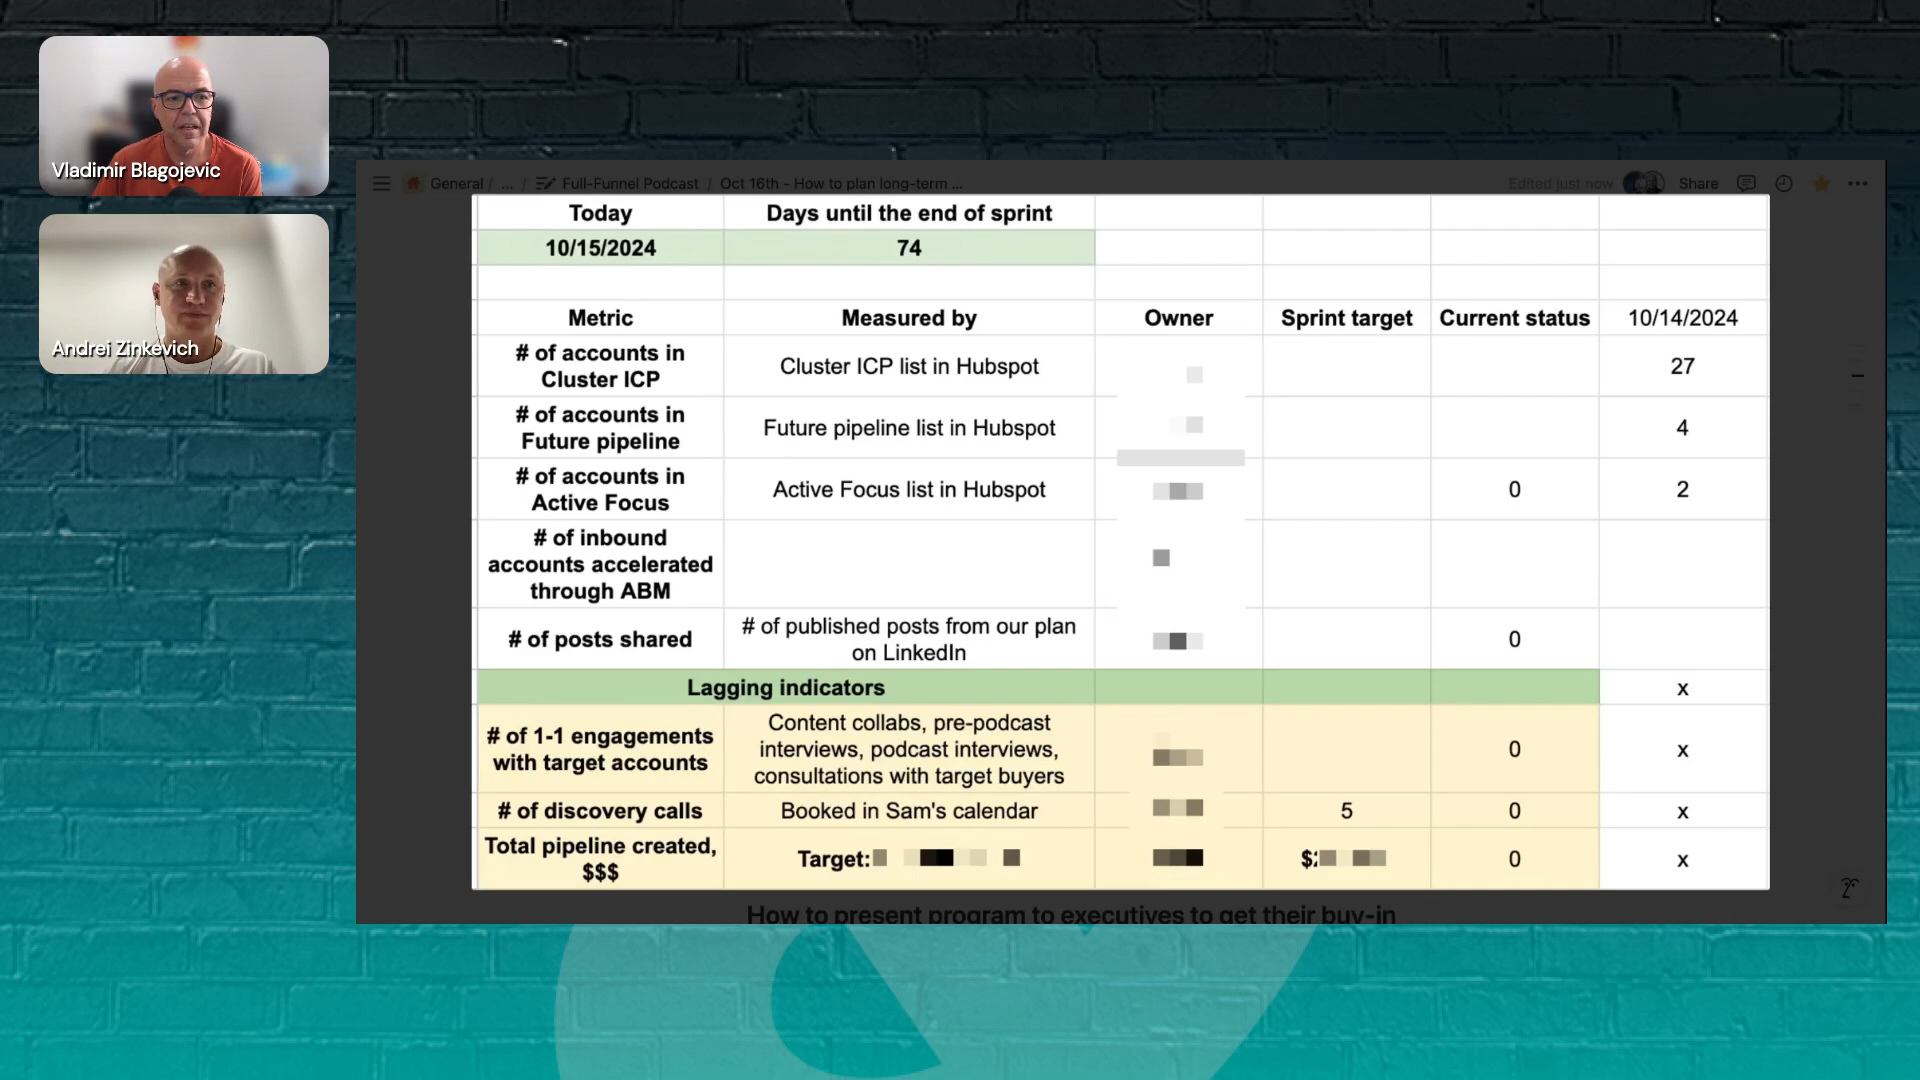 Vladimir Blagojevic
Andrei Zinkevich
General / ... / Full-Funnel Podcast / Oct 16th - How to plan long-term ...
Edited just now
Share
Today Days until the end of sprint
10/15/2024 74
Metric Measured by Owner Sprint target Current status 10/14/2024
# of accounts in
Cluster ICP
Cluster ICP list in Hubspot
27
# of accounts in
Future pipeline
Future pipeline list in Hubspot
4
# of accounts in
Active Focus
Active Focus list in Hubspot
0
2
# of inbound
accounts accelerated
through ABM
# of posts shared
# of published posts from our plan
on LinkedIn
0
Lagging indicators
x
# of 1-1 engagements
with target accounts
Content collabs, pre-podcast
interviews, podcast interviews,
consultations with target buyers
0
x
# of discovery calls
Booked in Sam's calendar
5
0
x
Total pipeline created,
$$$
Target:
$
0
x
How to present program to executives to get their buy-in